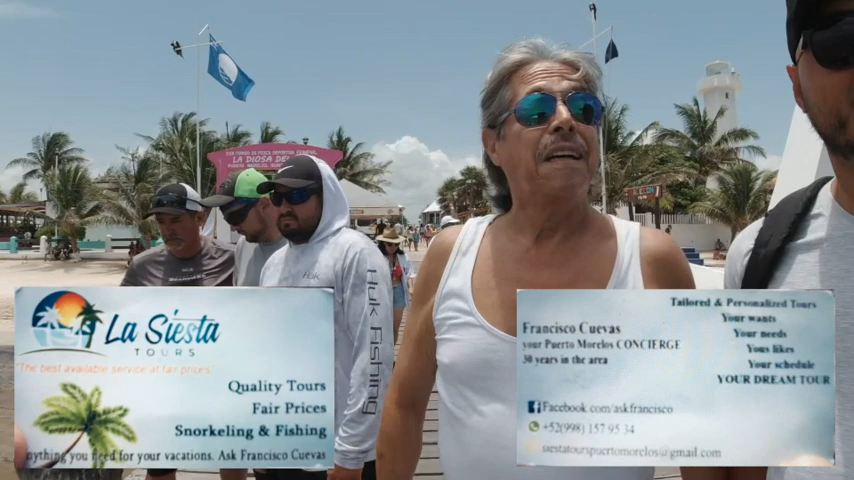 LA DIOSA DEL
Huk Fishing
La Siesta
TOURS
"The best available service at fair prices"
Quality Tours
Fair Prices
Snorkeling & Fishing
nything you need for your vacations. Ask Francisco Cuevas
Tailored & Personalized Tours
Your wants
Your needs
Yous likes
Your schedule
YOUR DREAM TOUR
Francisco Cuevas
your Puerto Morelos CONCIERGE
30 years in the area
Facebook.com/askfrancisco
+52(998) 157 95 34
siestatourspuertomorelos@gmail.com